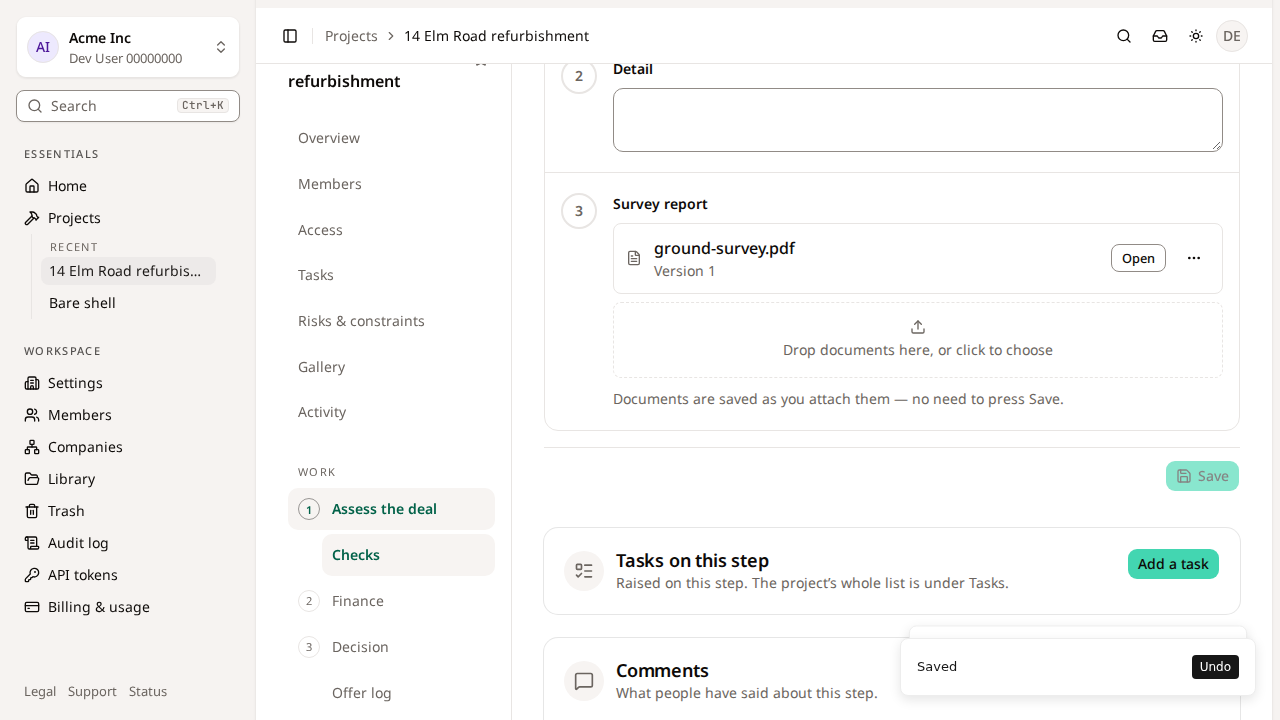 AI
Acme Inc
Dev User 00000000
Search
Ctrl+K
ESSENTIALS
Home
Projects
RECENT
14 Elm Road refurbis…
Bare shell
WORKSPACE
Settings
Members
Companies
Library
Trash
Audit log
API tokens
Billing & usage
Legal Support Status
Projects
14 Elm Road refurbishment
DE
refurbishment
Overview
Members
Access
Tasks
Risks & constraints
Gallery
Activity
WORK
1 Assess the deal
Checks
2 Finance
3 Decision
Offer log
2 Detail
3 Survey report
ground-survey.pdf
Version 1
Open
Drop documents here, or click to choose
Documents are saved as you attach them — no need to press Save.
Save
Tasks on this step
Raised on this step. The project’s whole list is under Tasks.
Add a task
Comments
What people have said about this step.
Saved
Undo